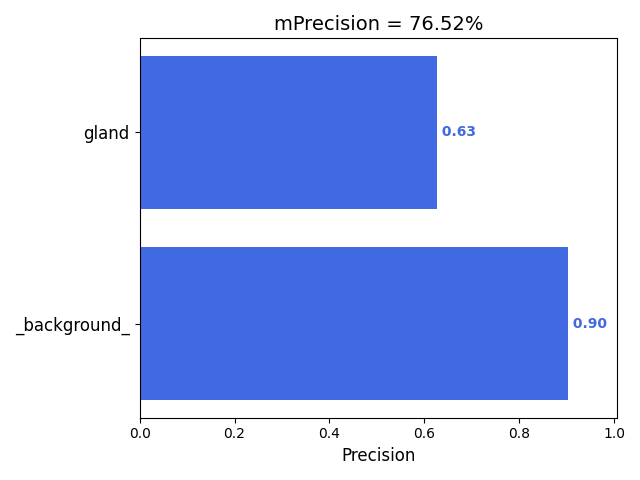 mPrecision = 76.52%
gland
0.63
_background_
0.90
0.0 0.2 0.4 0.6 0.8 1.0
Precision